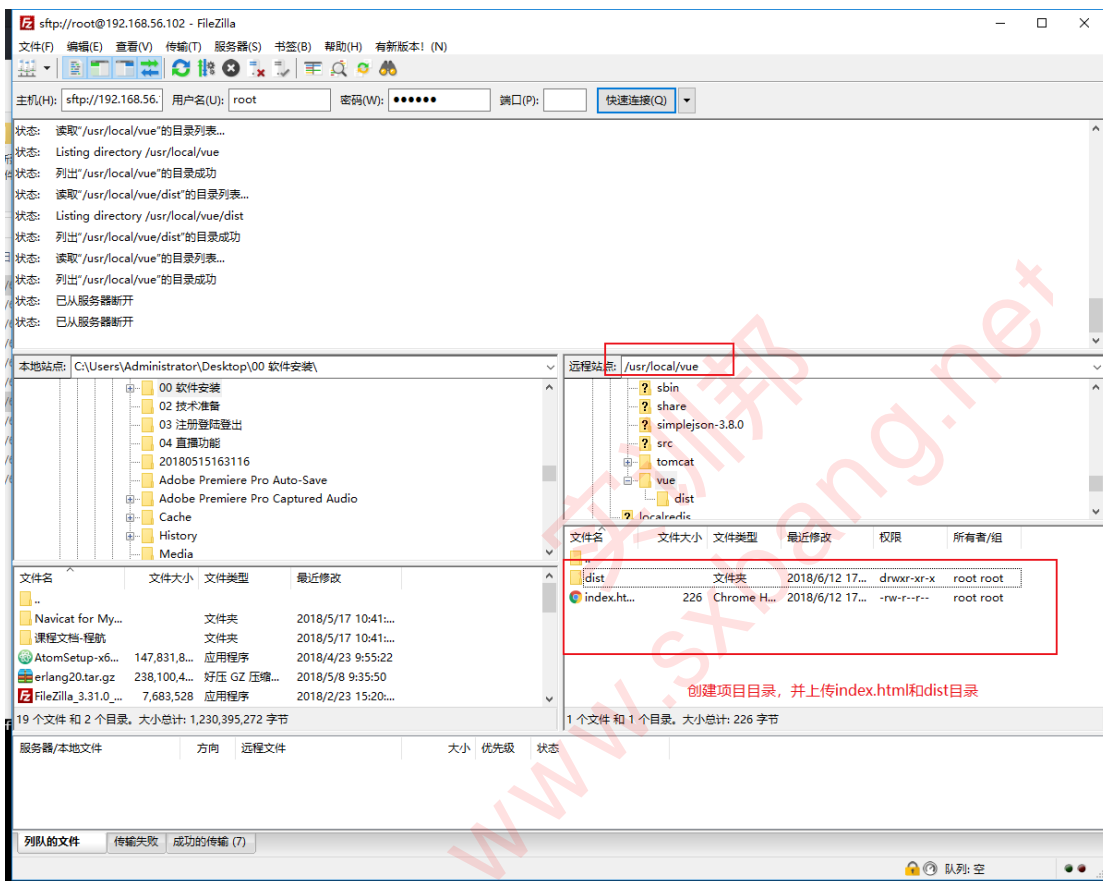 sftp://root@192.168.56.102 - FileZilla
文件(F) 编辑(E) 查看(V) 传输(T) 服务器(S) 书签(B) 帮助(H) 有新版本! (N)
主机(H): sftp://192.168.56. 用户名(U): root 密码(W): ●●●●●● 端口(P): 快速连接(Q)
状态: 读取"/usr/local/vue"的目录列表...
状态: Listing directory /usr/local/vue
状态: 列出"/usr/local/vue"的目录成功
状态: 读取"/usr/local/vue/dist"的目录列表...
状态: Listing directory /usr/local/vue/dist
状态: 列出"/usr/local/vue/dist"的目录成功
状态: 读取"/usr/local/vue"的目录列表...
状态: 列出"/usr/local/vue"的目录成功
状态: 已从服务器断开
状态: 已从服务器断开
本地站点: C:\Users\Administrator\Desktop\00 软件安装\
00 软件安装
02 技术准备
03 注册登陆登出
04 直播功能
20180515163116
Adobe Premiere Pro Auto-Save
Adobe Premiere Pro Captured Audio
Cache
History
Media
文件名 文件大小 文件类型 最近修改
..
Navicat for My... 文件夹 2018/5/17 10:41:...
课程文档-程航 文件夹 2018/5/17 10:41:...
AtomSetup-x6... 147,831,8... 应用程序 2018/4/23 9:55:22
erlang20.tar.gz 238,100,4... 好压 GZ 压缩... 2018/5/8 9:35:50
FileZilla_3.31.0_... 7,683,528 应用程序 2018/2/23 15:20:...
19 个文件 和 2 个目录。大小总计: 1,230,395,272 字节
远程站点: /usr/local/vue
sbin
share
simplejson-3.8.0
src
tomcat
vue
dist
localredis
文件名 文件大小 文件类型 最近修改 权限 所有者/组
..
dist 文件夹 2018/6/12 17... drwxr-xr-x root root
index.ht... 226 Chrome H... 2018/6/12 17... -rw-r--r-- root root
创建项目目录，并上传index.html和dist目录
1 个文件 和 1 个目录。大小总计: 226 字节
服务器/本地文件 方向 远程文件 大小 优先级 状态
列队的文件 传输失败 成功的传输 (7)
队列: 空
实训邦
www.sxbang.net